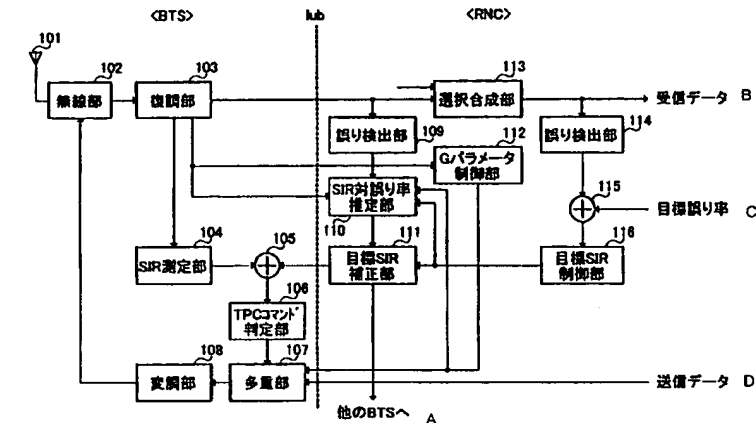 <BTS>
Iub
<RNC>
101
102
無線部
103
復調部
113
選択合成部
受信データ B
誤り検出部
109
112
Gパラメータ
制御部
誤り検出部
114
SIR対誤り率
推定部
110
115
目標誤り率 C
104
SIR測定部
105
111
目標SIR
補正部
116
目標SIR
制御部
106
TPCコマンド
判定部
108
変調部
107
多重部
送信データ D
他のBTSへ A